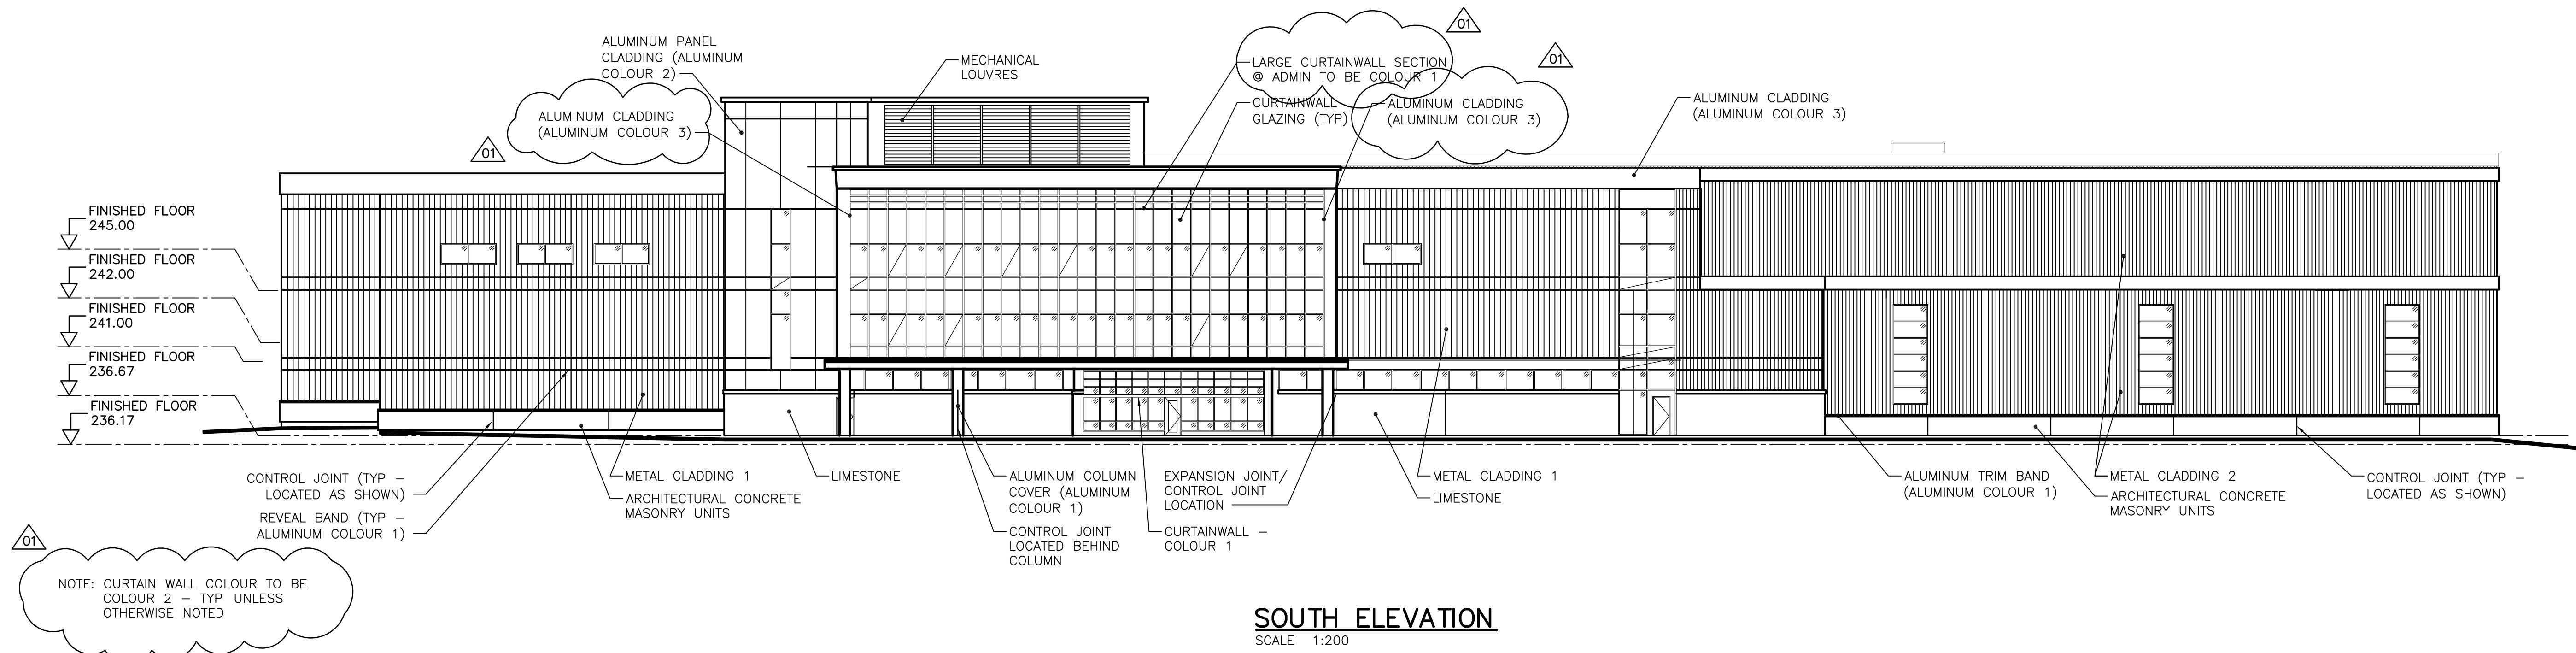 ALUMINUM PANEL
CLADDING (ALUMINUM
COLOUR 2)
ALUMINUM CLADDING
(ALUMINUM COLOUR 3)
01
MECHANICAL
LOUVRES
01
LARGE CURTAINWALL SECTION
@ ADMIN TO BE COLOUR 1
CURTAINWALL
GLAZING (TYP)
01
ALUMINUM CLADDING
(ALUMINUM COLOUR 3)
ALUMINUM CLADDING
(ALUMINUM COLOUR 3)
FINISHED FLOOR
245.00
FINISHED FLOOR
242.00
FINISHED FLOOR
241.00
FINISHED FLOOR
236.67
FINISHED FLOOR
236.17
CONTROL JOINT (TYP –
LOCATED AS SHOWN)
REVEAL BAND (TYP –
ALUMINUM COLOUR 1)
METAL CLADDING 1
ARCHITECTURAL CONCRETE
MASONRY UNITS
LIMESTONE
ALUMINUM COLUMN
COVER (ALUMINUM
COLOUR 1)
CONTROL JOINT
LOCATED BEHIND
COLUMN
EXPANSION JOINT/
CONTROL JOINT
LOCATION
CURTAINWALL –
COLOUR 1
METAL CLADDING 1
LIMESTONE
ALUMINUM TRIM BAND
(ALUMINUM COLOUR 1)
METAL CLADDING 2
ARCHITECTURAL CONCRETE
MASONRY UNITS
CONTROL JOINT (TYP –
LOCATED AS SHOWN)
01
NOTE: CURTAIN WALL COLOUR TO BE
COLOUR 2 – TYP UNLESS
OTHERWISE NOTED
SOUTH ELEVATION
SCALE 1:200